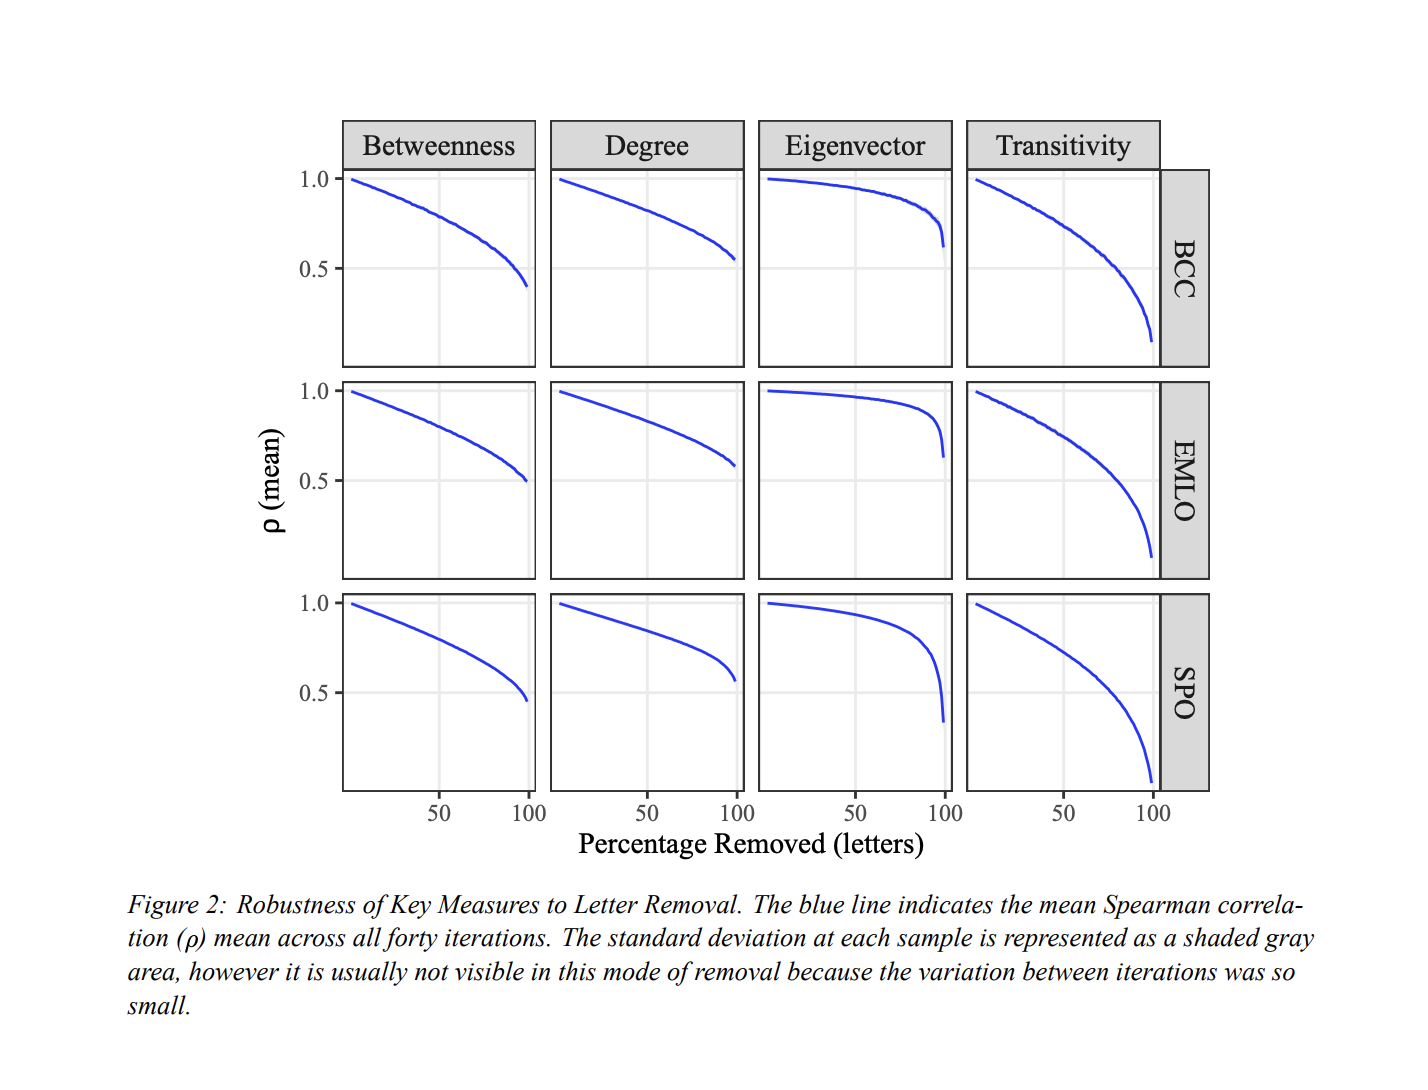 Betweenness Degree Eigenvector Transitivity
1.0
0.5
BCC
1.0
0.5
EMLO
1.0
0.5
SPO
ρ (mean)
50 100 50 100 50 100 50 100
Percentage Removed (letters)
Figure 2: Robustness of Key Measures to Letter Removal. The blue line indicates the mean Spearman correla-
tion (ρ) mean across all forty iterations. The standard deviation at each sample is represented as a shaded gray
area, however it is usually not visible in this mode of removal because the variation between iterations was so
small.